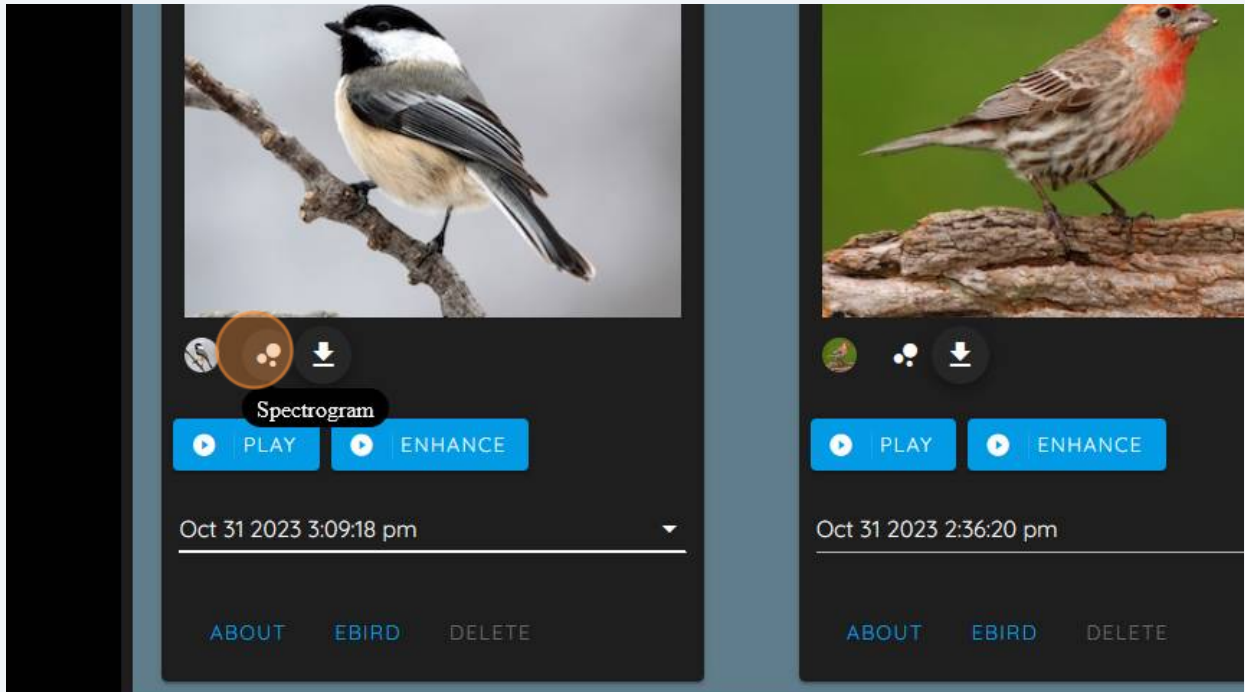 Spectrogram
PLAY ENHANCE
Oct 31 2023 3:09:18 pm
ABOUT EBIRD DELETE
PLAY ENHANCE
Oct 31 2023 2:36:20 pm
ABOUT EBIRD DELETE